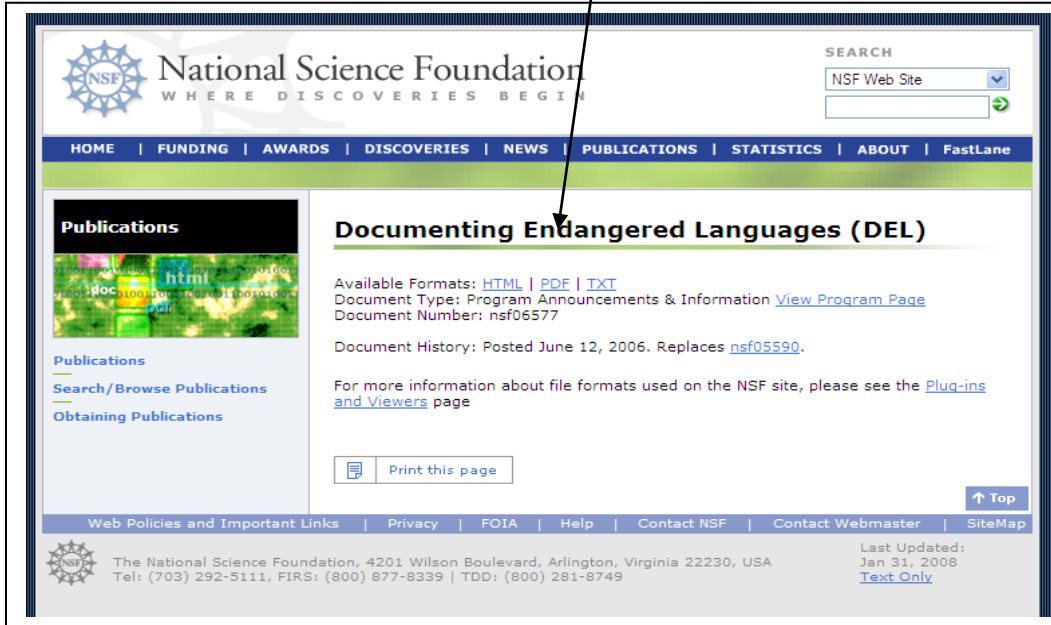 NSF
National Science Foundation
WHERE DISCOVERIES BEGIN
SEARCH
NSF Web Site
HOME | FUNDING | AWARDS | DISCOVERIES | NEWS | PUBLICATIONS | STATISTICS | ABOUT | FastLane
Publications
html
.doc
pdf
Publications
Search/Browse Publications
Obtaining Publications
Documenting Endangered Languages (DEL)
Available Formats: HTML | PDF | TXT
Document Type: Program Announcements & Information View Program Page
Document Number: nsf06577
Document History: Posted June 12, 2006. Replaces nsf05590.
For more information about file formats used on the NSF site, please see the Plug-ins
and Viewers page
Print this page
Top
Web Policies and Important Links | Privacy | FOIA | Help | Contact NSF | Contact Webmaster | SiteMap
NSF
The National Science Foundation, 4201 Wilson Boulevard, Arlington, Virginia 22230, USA
Tel: (703) 292-5111, FIRS: (800) 877-8339 | TDD: (800) 281-8749
Last Updated:
Jan 31, 2008
Text Only